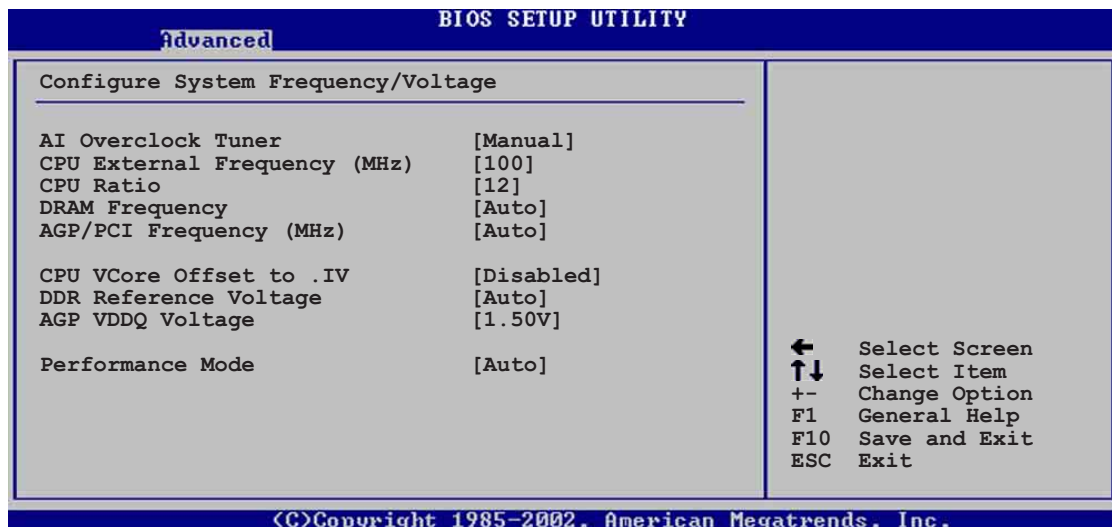 BIOS SETUP UTILITY
Advanced
Configure System Frequency/Voltage
AI Overclock Tuner [Manual]
CPU External Frequency (MHz) [100]
CPU Ratio [12]
DRAM Frequency [Auto]
AGP/PCI Frequency (MHz) [Auto]
CPU VCore Offset to .IV [Disabled]
DDR Reference Voltage [Auto]
AGP VDDQ Voltage [1.50V]
Performance Mode [Auto]
← Select Screen
↑↓ Select Item
+- Change Option
F1 General Help
F10 Save and Exit
ESC Exit
(C)Copyright 1985-2002, American Megatrends, Inc.